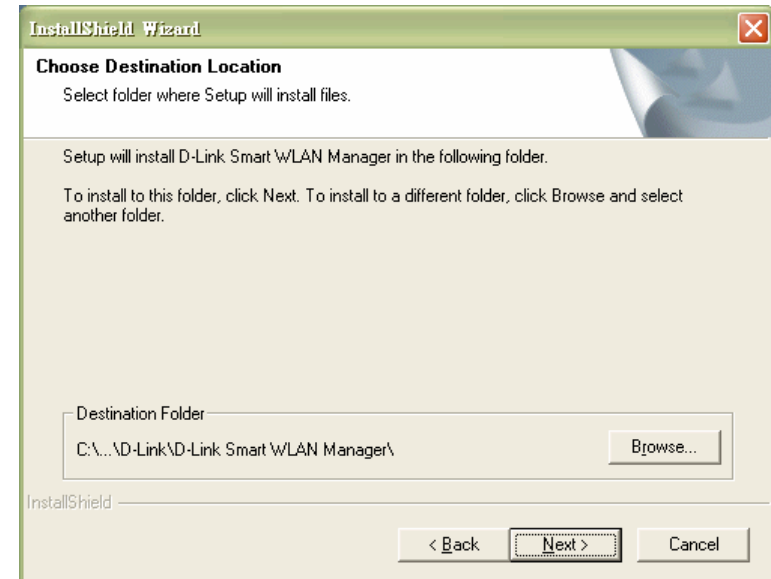 InstallShield Wizard
Choose Destination Location
Select folder where Setup will install files.
Setup will install D-Link Smart WLAN Manager in the following folder.
To install to this folder, click Next. To install to a different folder, click Browse and select
another folder.
Destination Folder
C:\...\D-Link\D-Link Smart WLAN Manager\
Browse...
InstallShield
< Back
Next >
Cancel